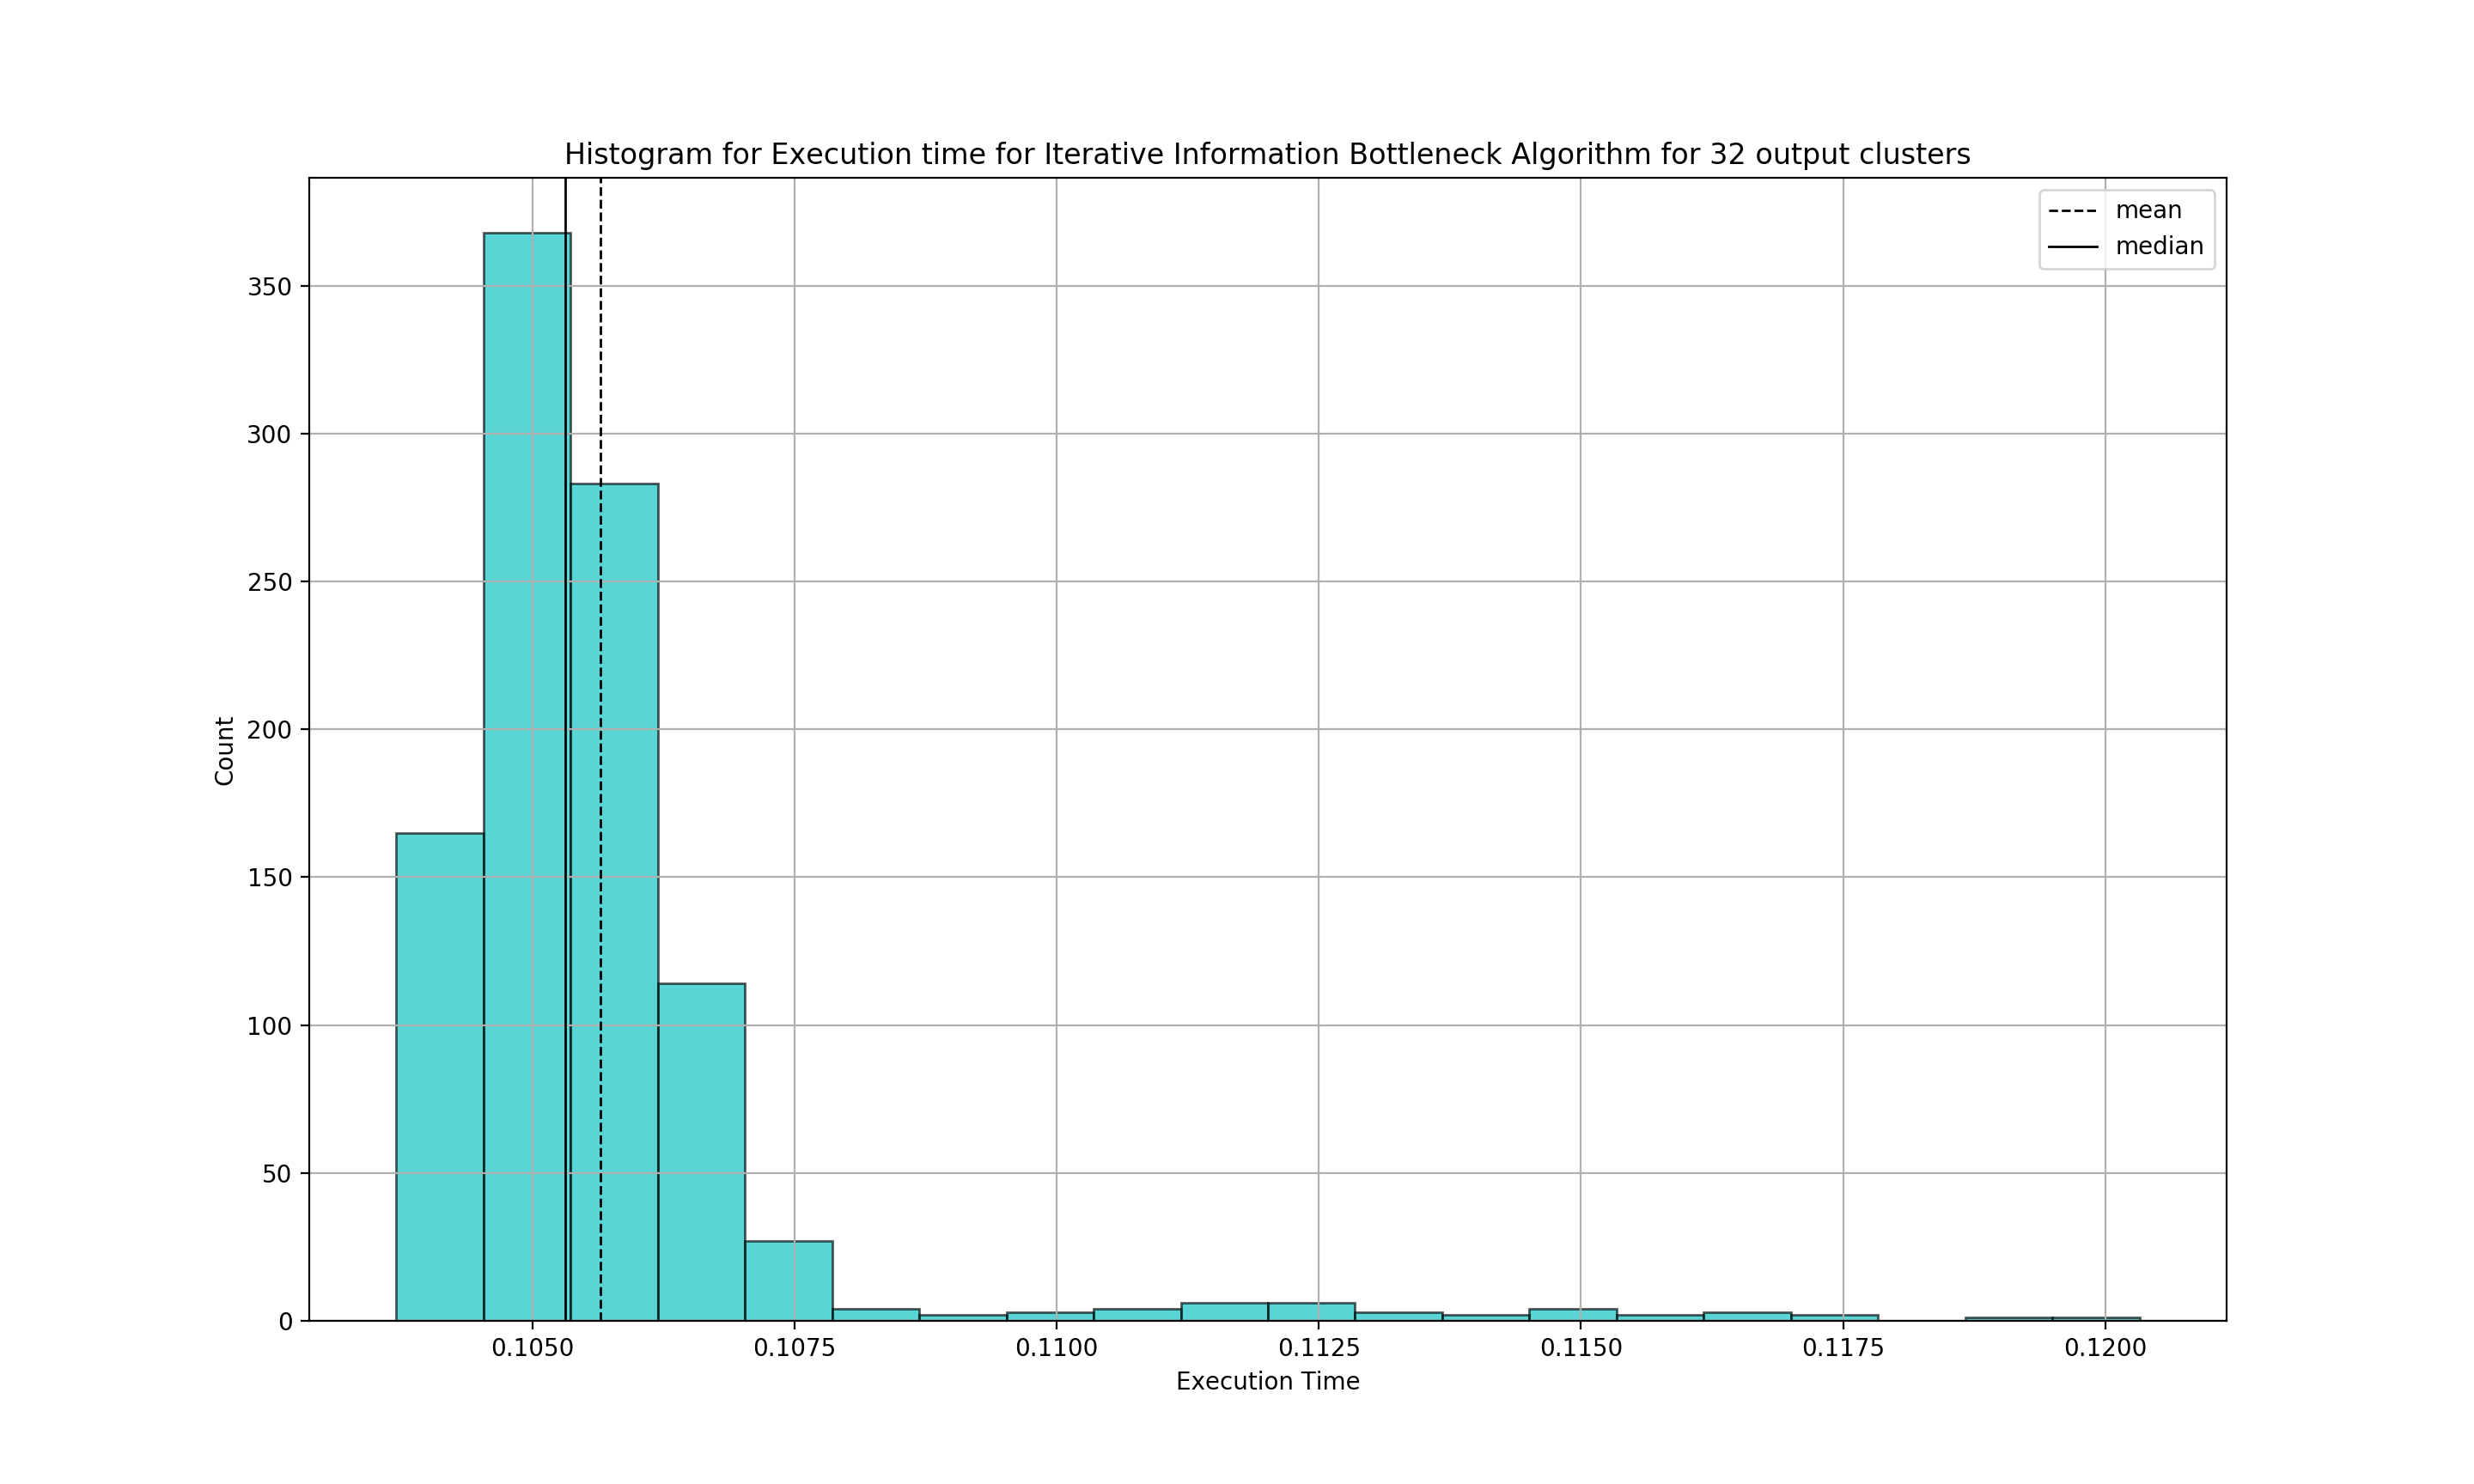 Histogram for Execution time for Iterative Information Bottleneck Algorithm for 32 output clusters
mean
median
350
300
250
200
150
100
50
0
Count
0.1050 0.1075 0.1100 0.1125 0.1150 0.1175 0.1200
Execution Time